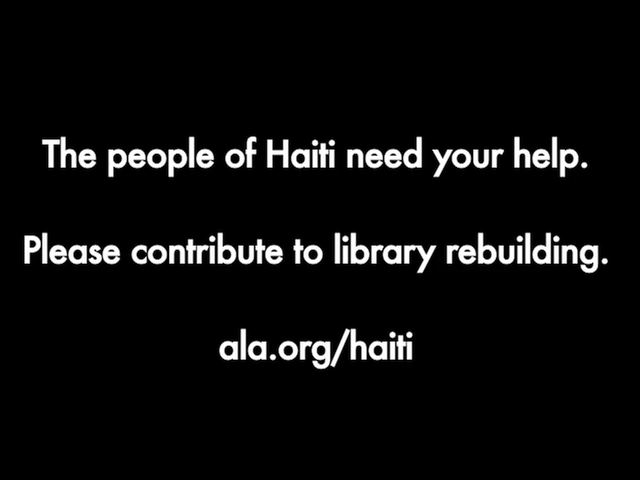 The people of Haiti need your help.
Please contribute to library rebuilding.
ala.org/haiti